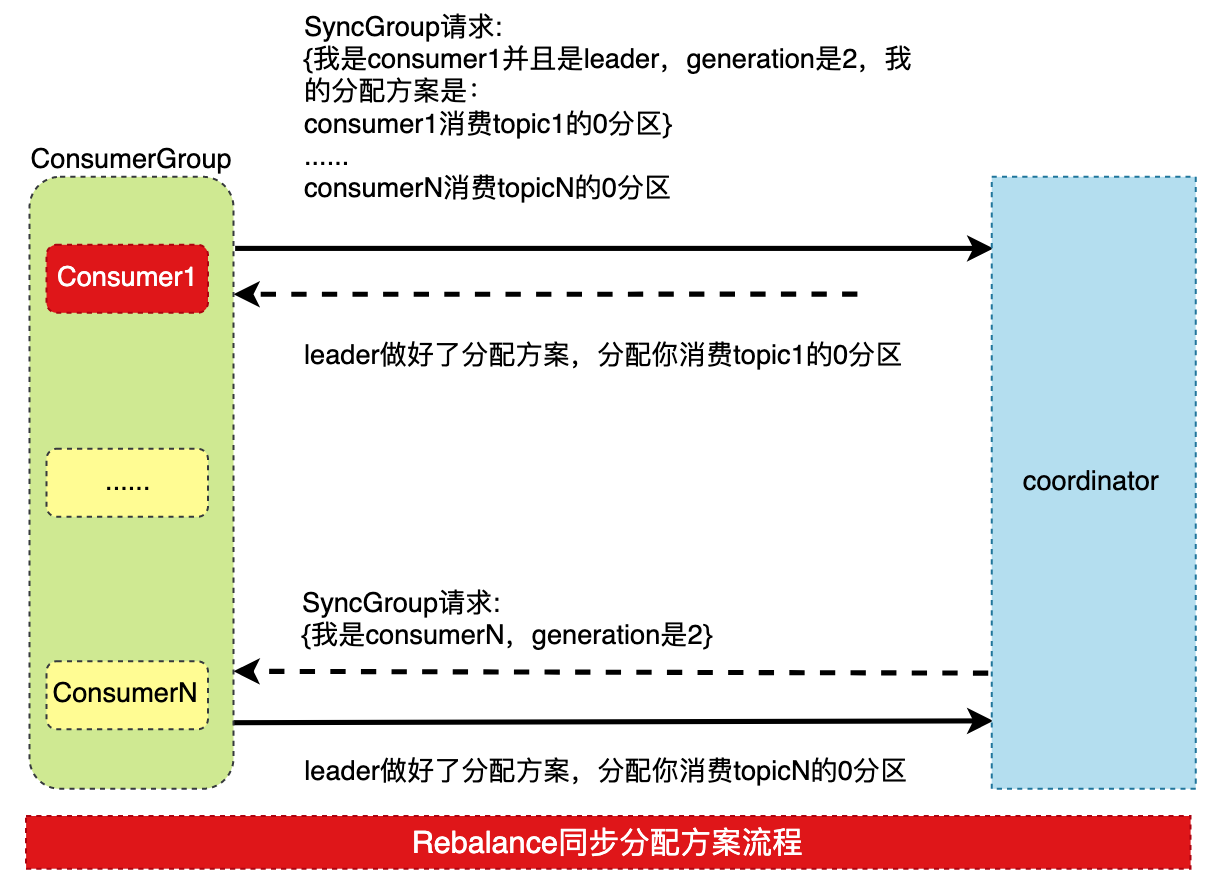 SyncGroup请求:
{我是consumer1并且是leader，generation是2，我
的分配方案是：
consumer1消费topic1的0分区}
......
consumerN消费topicN的0分区
ConsumerGroup
Consumer1
leader做好了分配方案，分配你消费topic1的0分区
......
coordinator
SyncGroup请求:
{我是consumerN，generation是2}
ConsumerN
leader做好了分配方案，分配你消费topicN的0分区
Rebalance同步分配方案流程